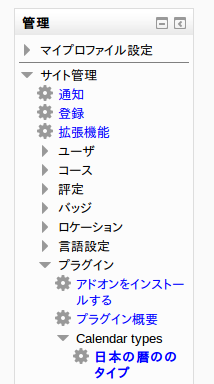 管理
マイプロファイル設定
サイト管理
通知
登録
拡張機能
ユーザ
コース
評定
バッジ
ロケーション
言語設定
プラグイン
アドオンをインストー
ルする
プラグイン概要
Calendar types
日本の暦のの
タイプ